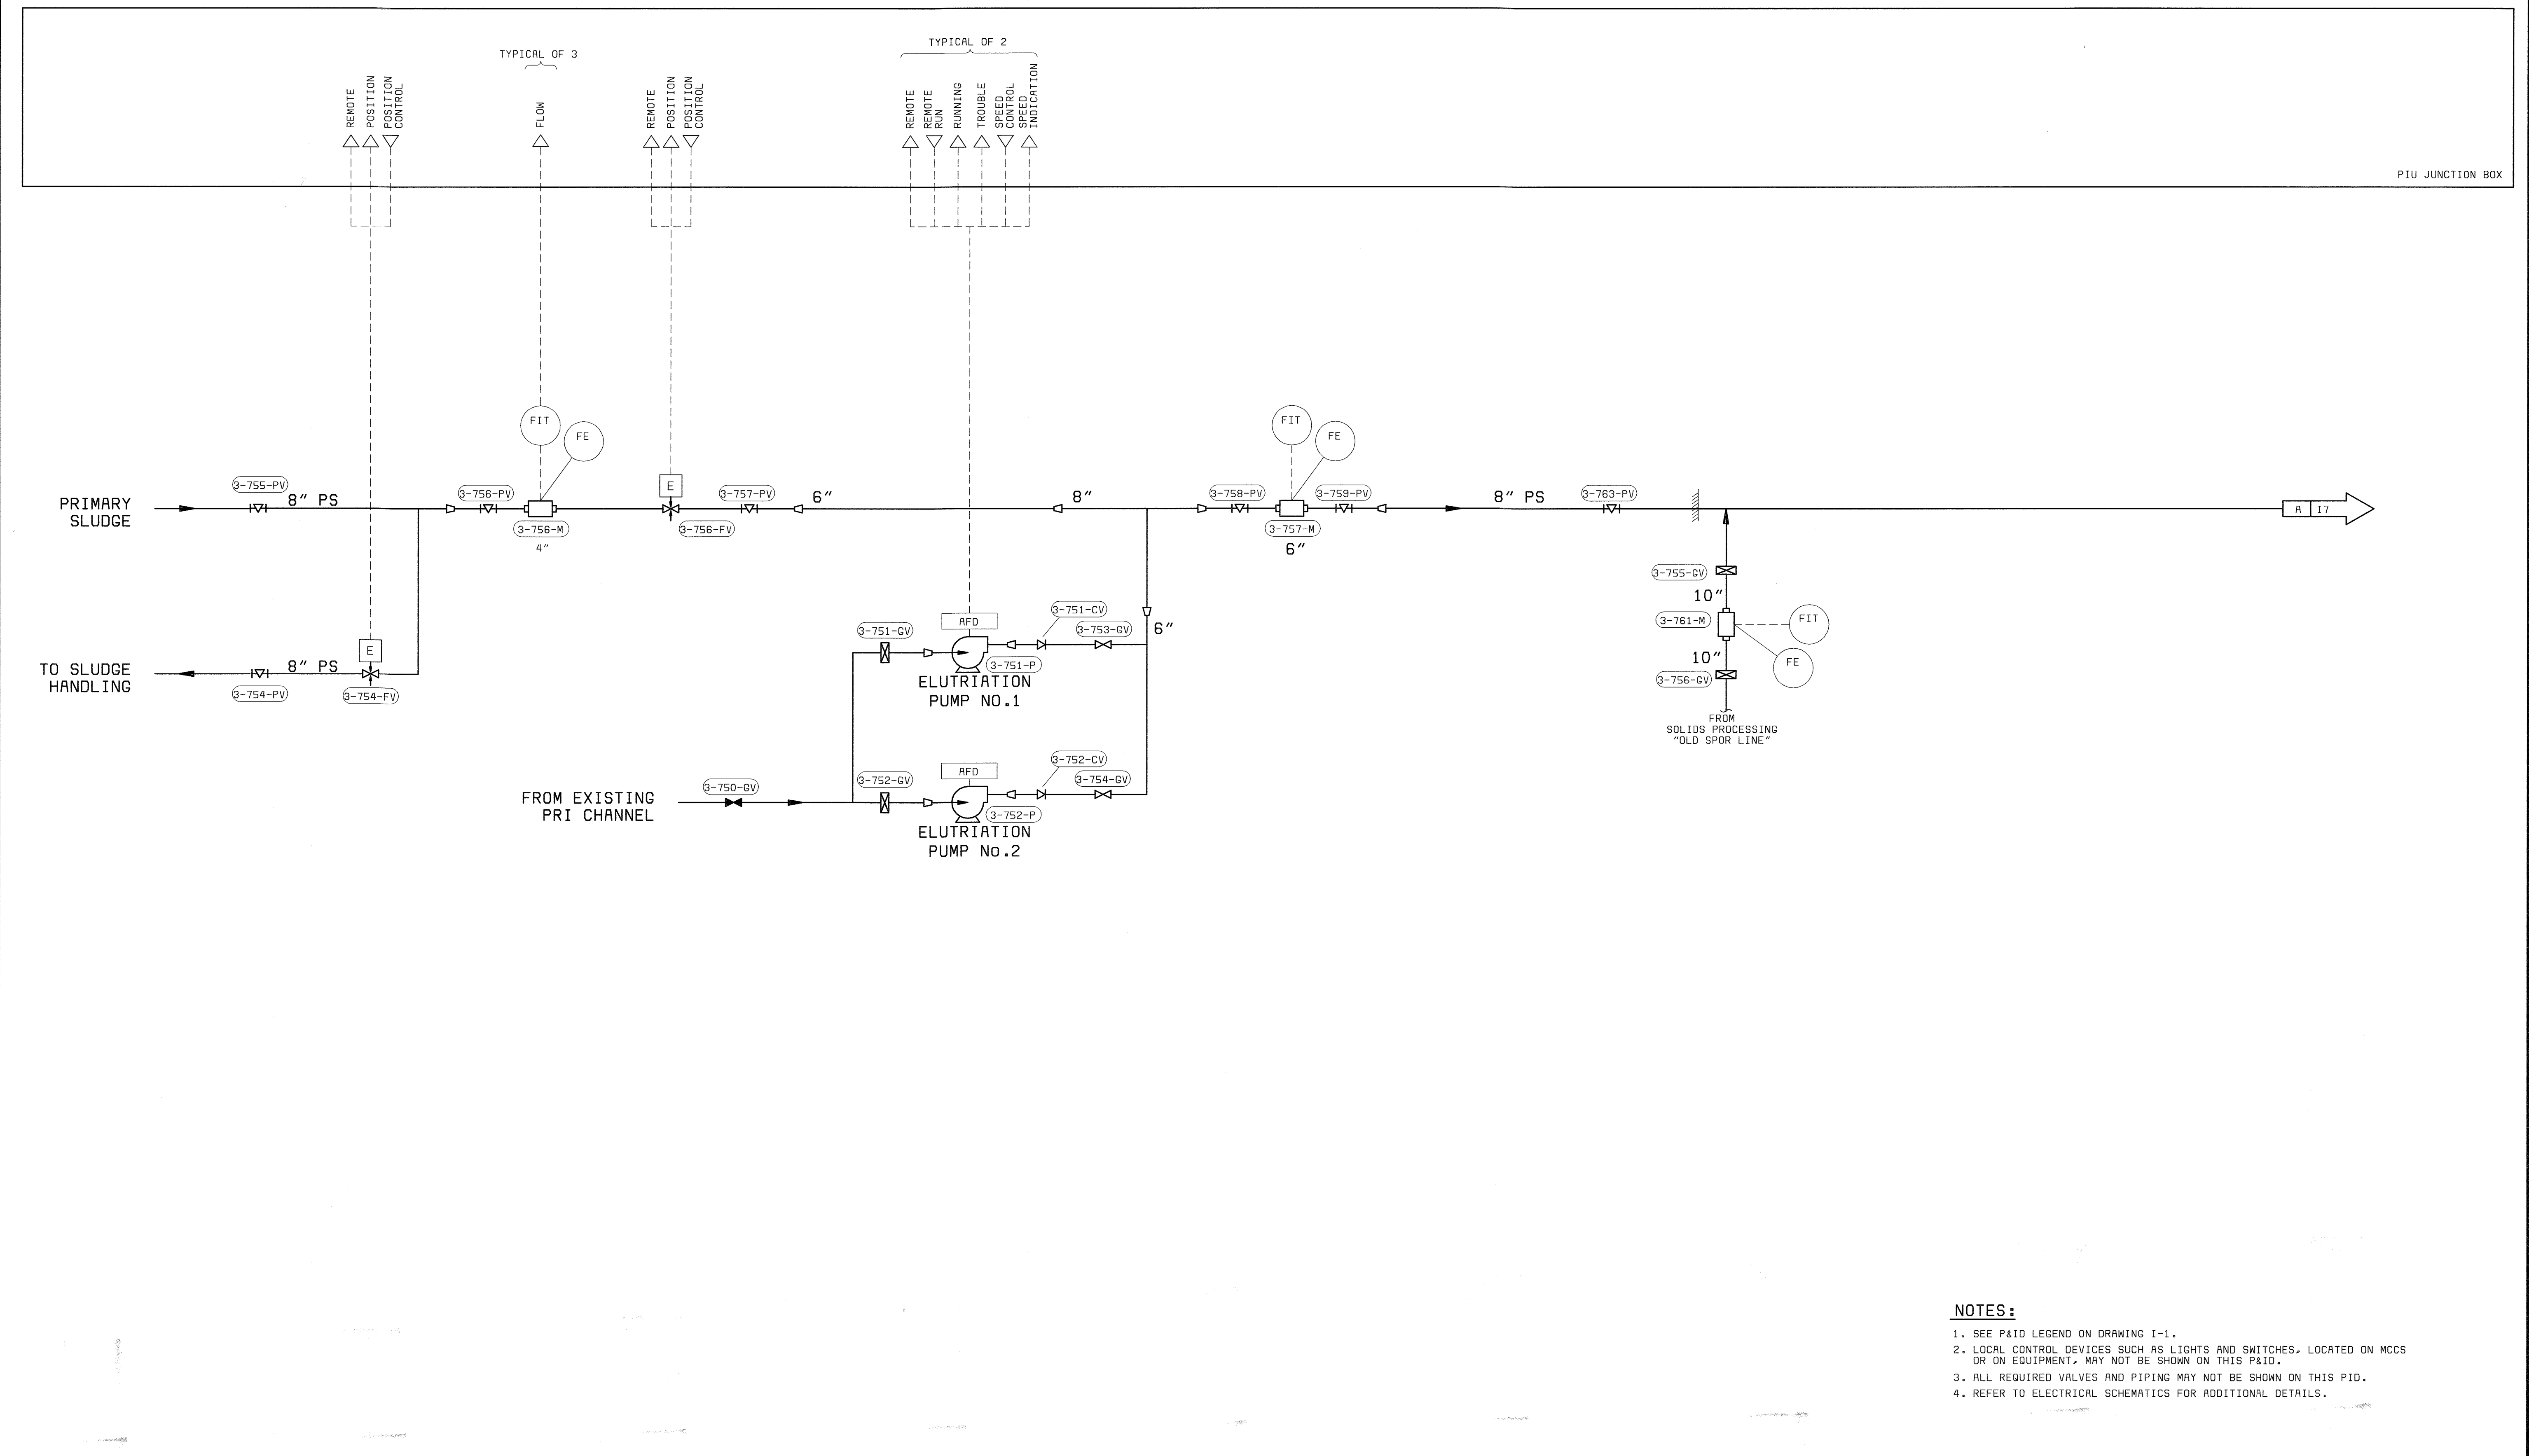 TYPICAL OF 3
TYPICAL OF 2
REMOTE
POSITION
POSITION
CONTROL
FLOW
REMOTE
POSITION
POSITION
CONTROL
REMOTE
REMOTE
RUN
RUNNING
TROUBLE
SPEED
CONTROL
SPEED
INDICATION
PIU JUNCTION BOX
FIT
FE
FIT
FE
PRIMARY
SLUDGE
3-755-PV
8" PS
3-756-PV
3-756-M
4"
E
3-756-FV
3-757-PV
6"
8"
3-758-PV
3-757-M
6"
3-759-PV
8" PS
3-763-PV
A I7
TO SLUDGE
HANDLING
8" PS
3-754-PV
E
3-754-FV
3-751-GV
AFD
3-751-P
ELUTRIATION
PUMP NO.1
3-751-CV
3-753-GV
6"
3-755-GV
10"
3-761-M
FIT
FE
10"
3-756-GV
FROM
SOLIDS PROCESSING
"OLD SPOR LINE"
FROM EXISTING
PRI CHANNEL
3-750-GV
3-752-GV
AFD
3-752-P
ELUTRIATION
PUMP No.2
3-752-CV
3-754-GV
NOTES:
1. SEE P&ID LEGEND ON DRAWING I-1.
2. LOCAL CONTROL DEVICES SUCH AS LIGHTS AND SWITCHES, LOCATED ON MCCS
OR ON EQUIPMENT, MAY NOT BE SHOWN ON THIS P&ID.
3. ALL REQUIRED VALVES AND PIPING MAY NOT BE SHOWN ON THIS PID.
4. REFER TO ELECTRICAL SCHEMATICS FOR ADDITIONAL DETAILS.